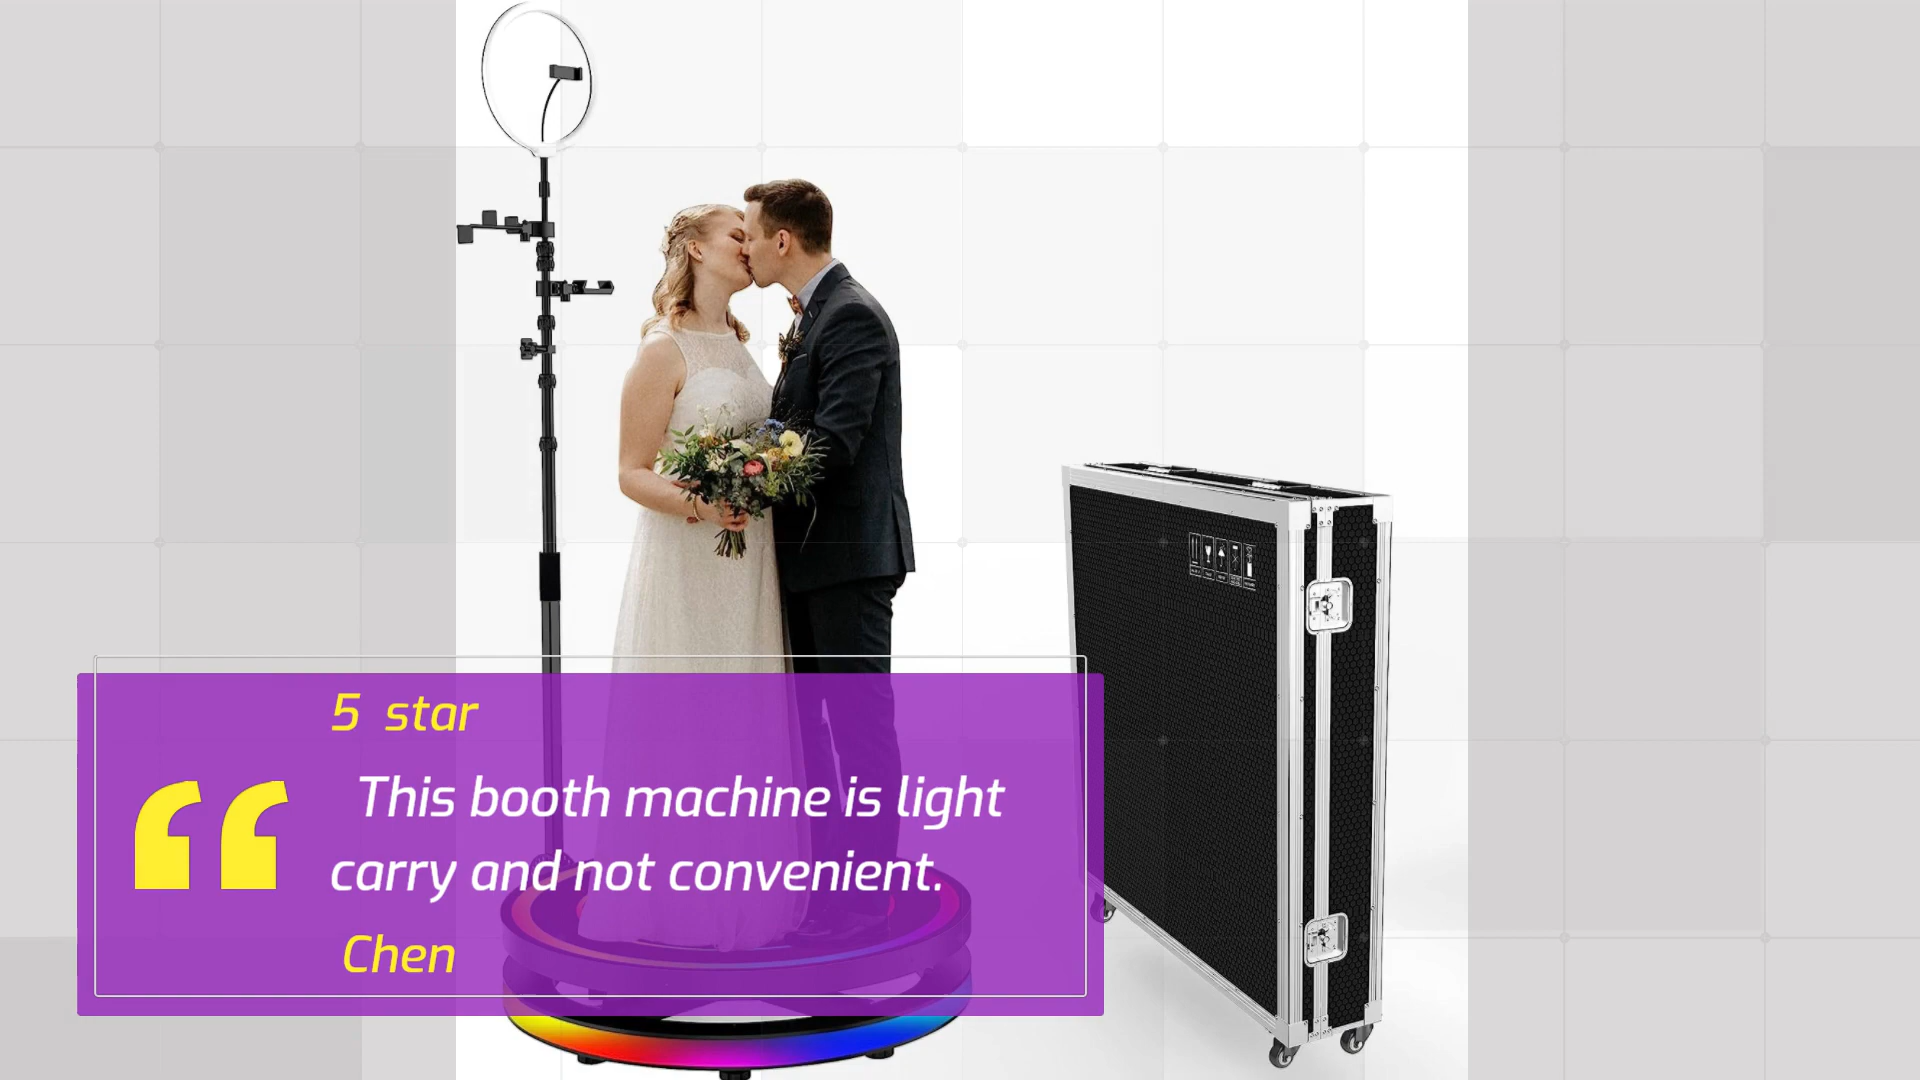 5 star
This booth machine is light
carry and not convenient.
Chen